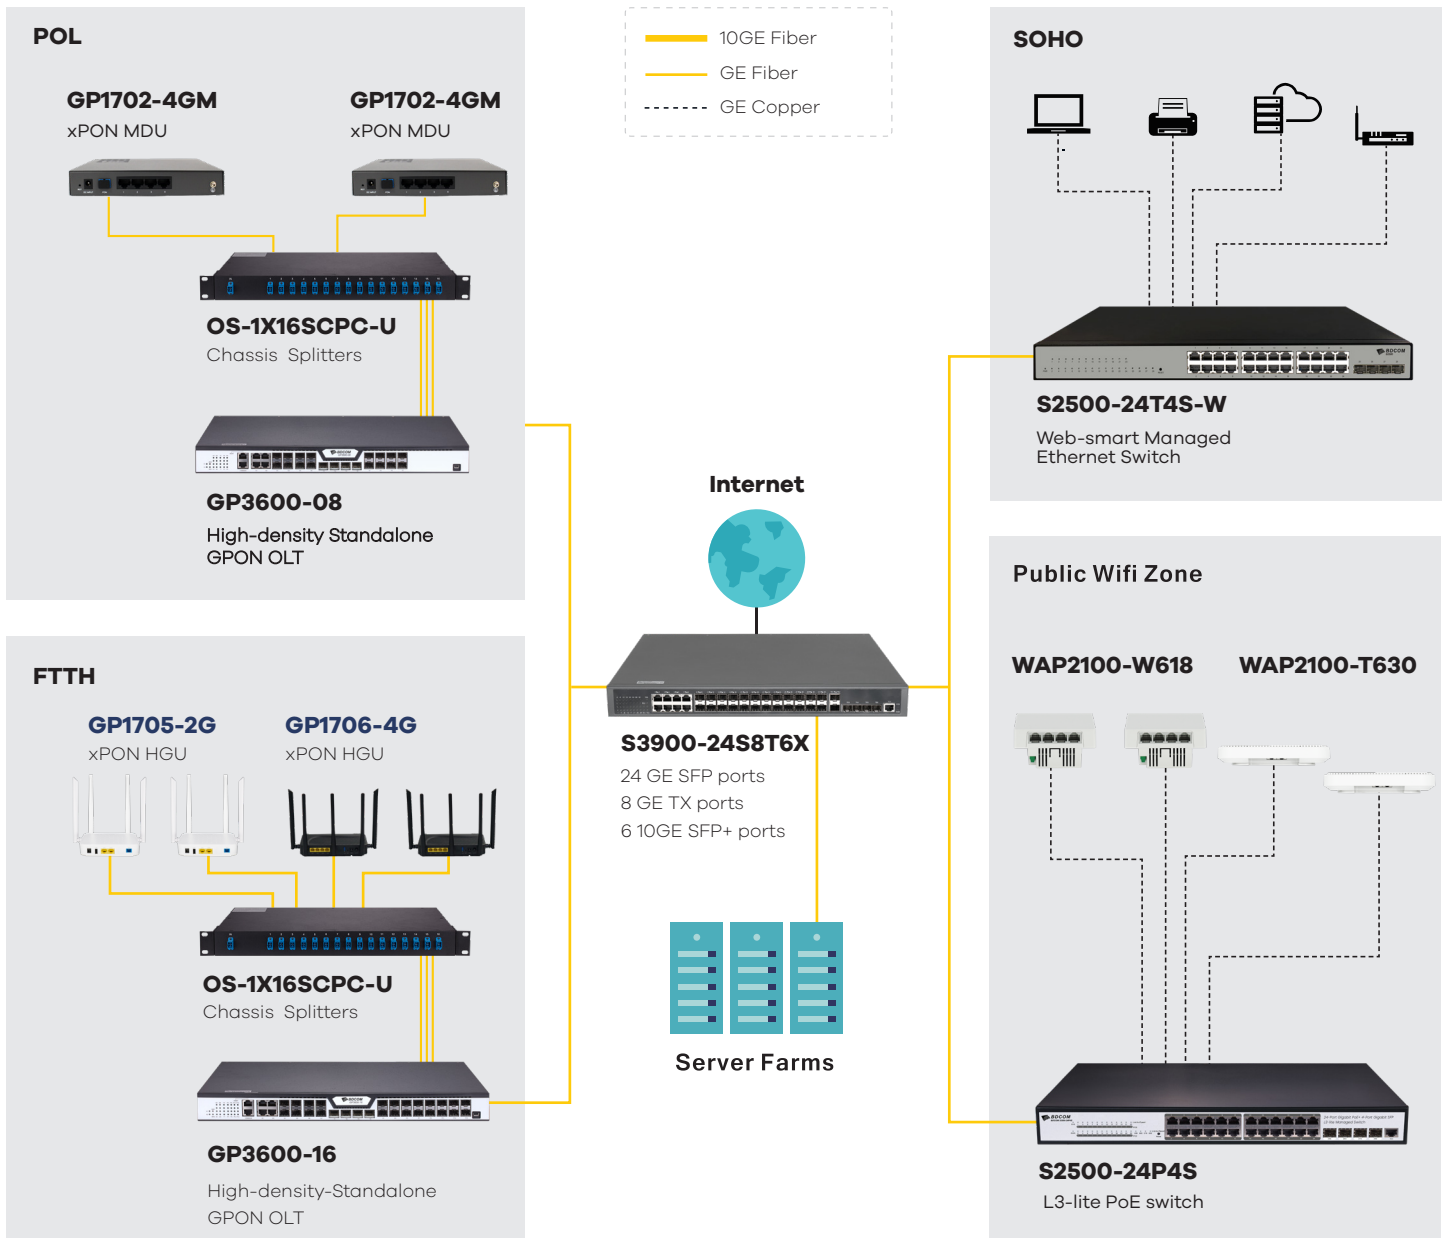 POL
GP1702-4GM
xPON MDU
GP1702-4GM
xPON MDU
OS-1X16SCPC-U
Chassis Splitters
BDCOM
GP3600-08
High-density Standalone
GPON OLT
FTTH
GP1705-2G
xPON HGU
GP1706-4G
xPON HGU
OS-1X16SCPC-U
Chassis Splitters
BDCOM
GP3600-16
High-density-Standalone
GPON OLT
10GE Fiber
GE Fiber
GE Copper
Internet
S3900-24S8T6X
24 GE SFP ports
8 GE TX ports
6 10GE SFP+ ports
Server Farms
SOHO
BDCOM
S2500-24T4S-W
Web-smart Managed
Ethernet Switch
Public Wifi Zone
WAP2100-W618
WAP2100-T630
BDCOM
S2500-24P4S
L3-lite PoE switch